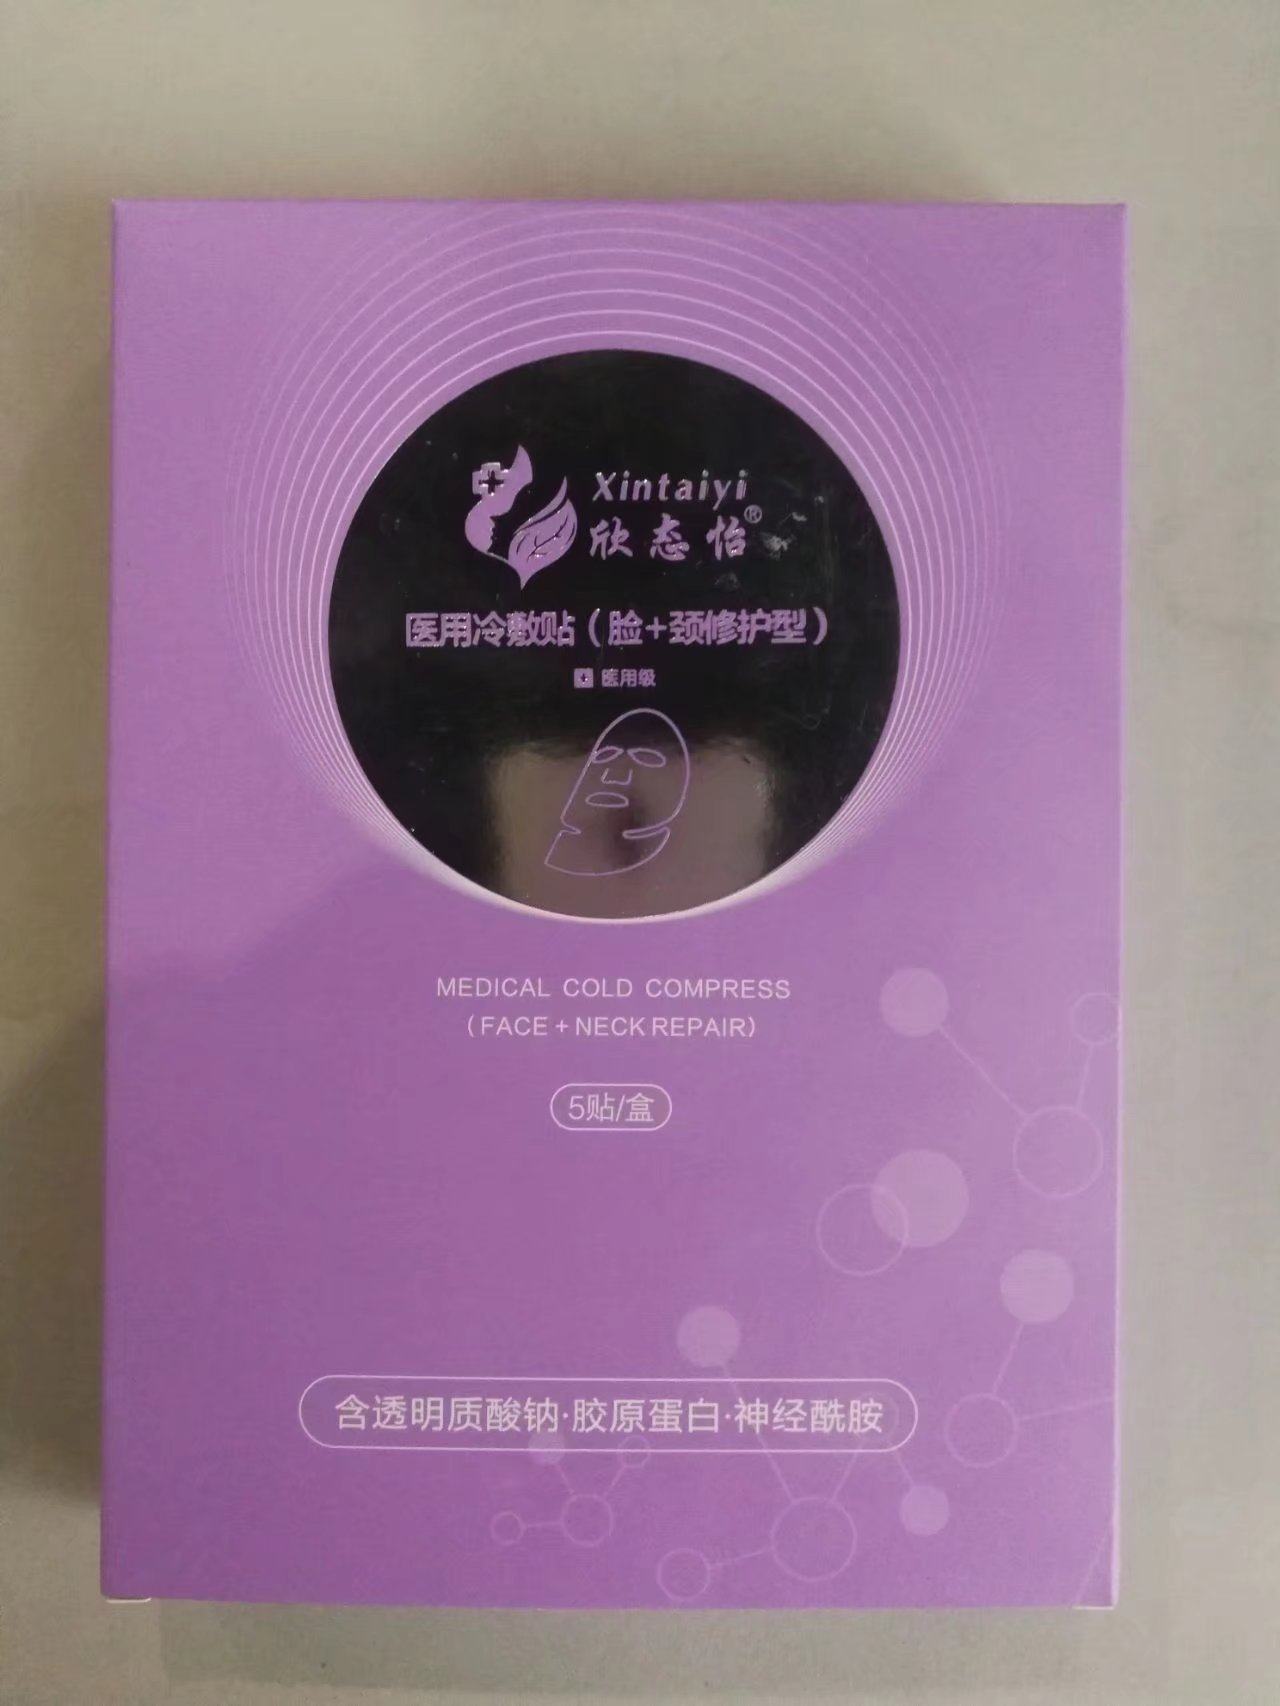 Xintaiyi
欣态怡®
医用冷敷贴（脸+颈修护型）
医用级
MEDICAL COLD COMPRESS
（FACE + NECK REPAIR）
5贴/盒
含透明质酸钠·胶原蛋白·神经酰胺